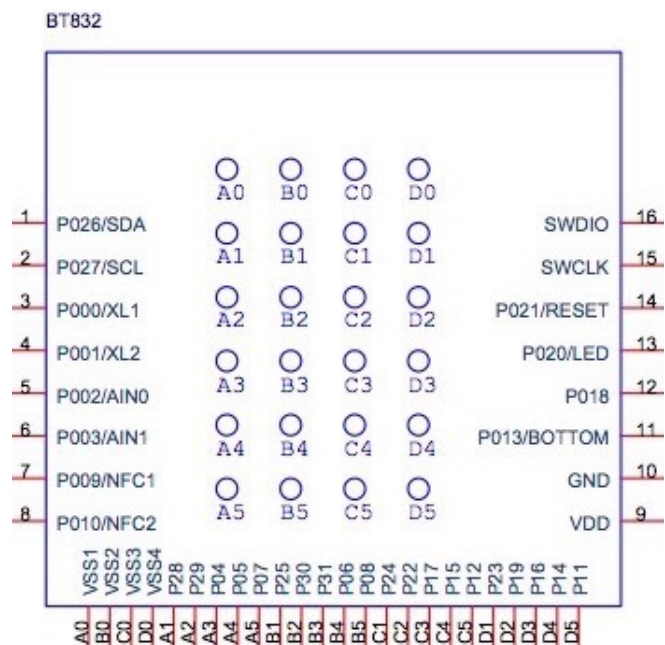 BT832
A0 B0 C0 D0
1 P026/SDA A1 B1 C1 D1 SWDIO 16
2 P027/SCL SWCLK 15
3 P000/XL1 A2 B2 C2 D2 P021/RESET 14
4 P001/XL2 P020/LED 13
5 P002/AIN0 A3 B3 C3 D3 P018 12
6 P003/AIN1 A4 B4 C4 D4 P013/BOTTOM 11
7 P009/NFC1 GND 10
8 P010/NFC2 A5 B5 C5 D5 VDD 9
VSS1 VSS2 VSS3 VSS4 P28 P29 P04 P05 P07 P25 P30 P31 P06 P08 P24 P22 P17 P15 P12 P23 P19 P16 P14 P11
A0 B0 C0 D0 A1 A2 A3 A4 A5 B1 B2 B3 B4 B5 C1 C2 C3 C4 C5 D1 D2 D3 D4 D5